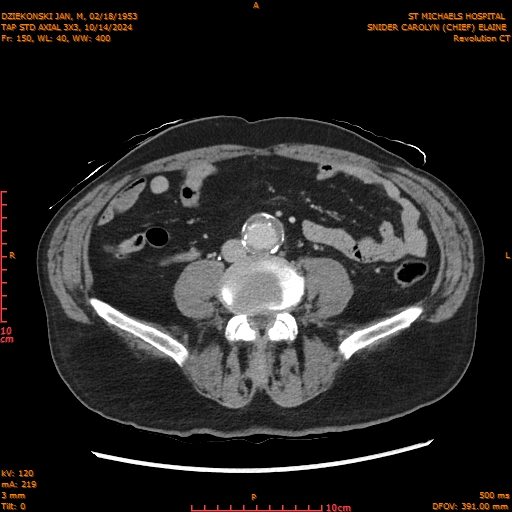 A
DZIEKONSKI JAN, M, 02/18/1953
TAP STD AXIAL 3X3, 10/14/2024
Fr: 150, WL: 40, WW: 400
ST MICHAELS HOSPITAL
SNIDER CAROLYN (CHIEF) ELAINE
Revolution CT
R
L
10
cm
kV: 120
mA: 219
3 mm
Tilt: 0
P
10cm
500 ms
DFOV: 391.00 mm